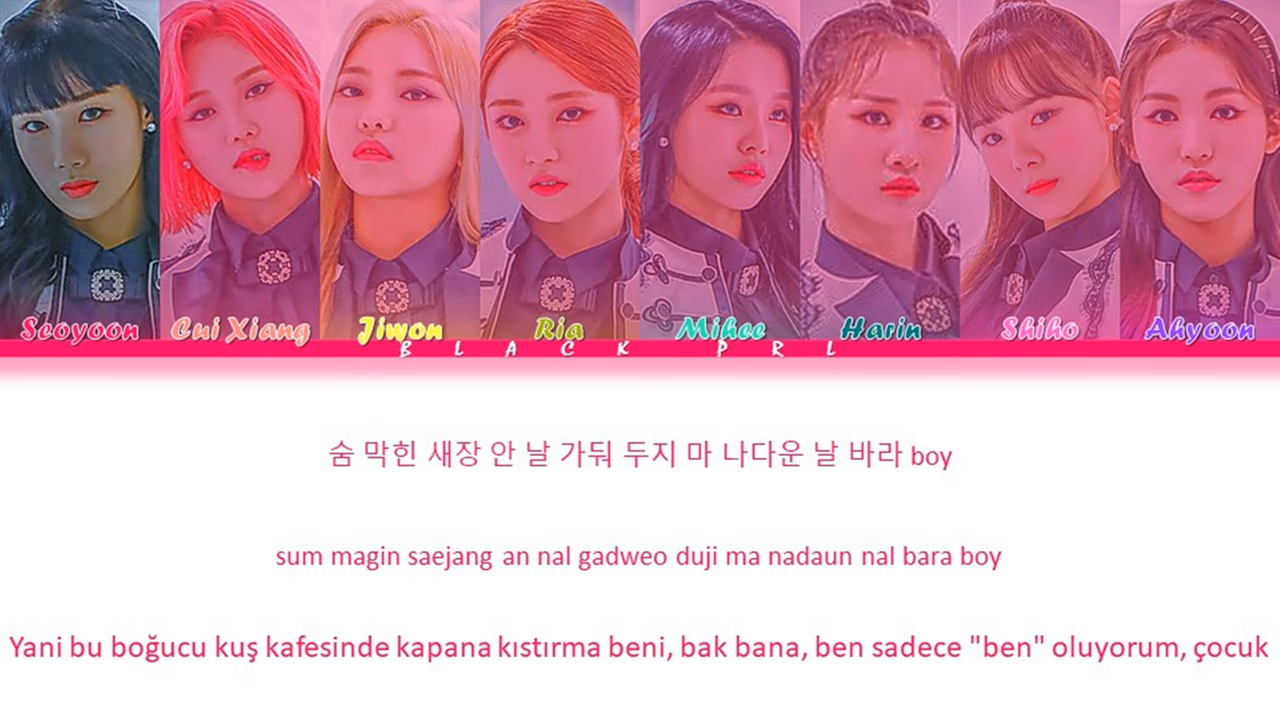 Seoyoon Cui Xiang Jiwon Ria Mihee Harin Shiho Ahyoon
BLACK PRL
숨 막힌 새장 안 날 가둬 두지 마 나다운 날 바라 boy
sum magin saejang an nal gadweo duji ma nadaun nal bara boy
Yani bu boğucu kuş kafesinde kapana kıstırma beni, bak bana, ben sadece "ben" oluyorum, çocuk